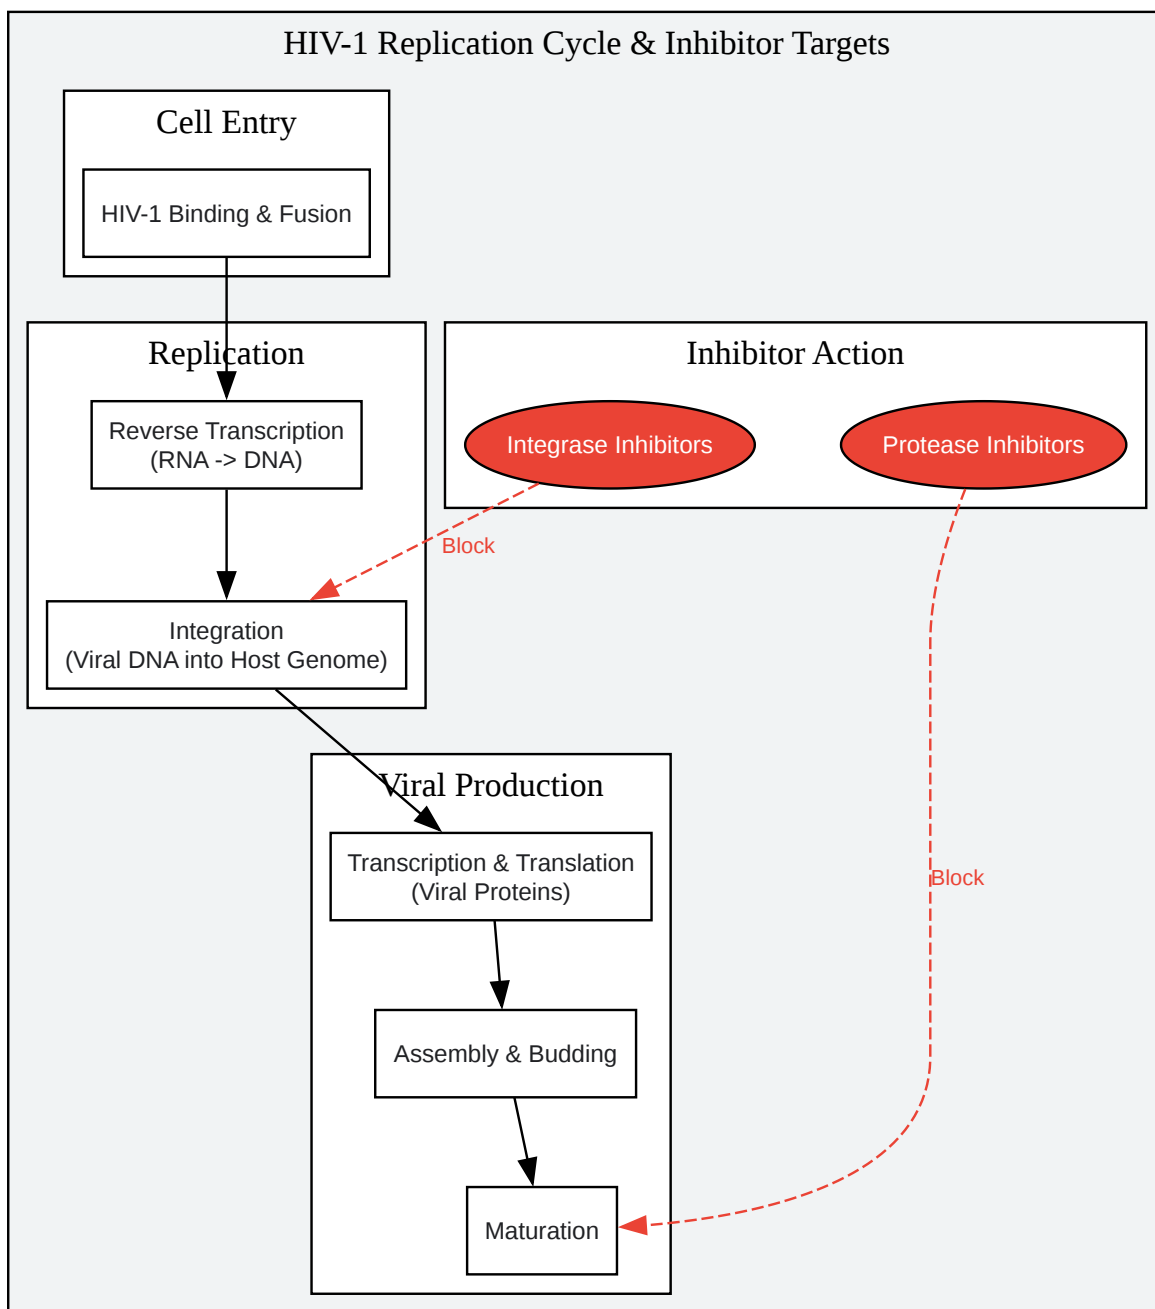 HIV-1 Replication Cycle & Inhibitor Targets
Cell Entry
HIV-1 Binding & Fusion
Replication
Reverse Transcription
(RNA -> DNA)
Integration
(Viral DNA into Host Genome)
Inhibitor Action
Integrase Inhibitors
Protease Inhibitors
Block
Block
Viral Production
Transcription & Translation
(Viral Proteins)
Assembly & Budding
Maturation